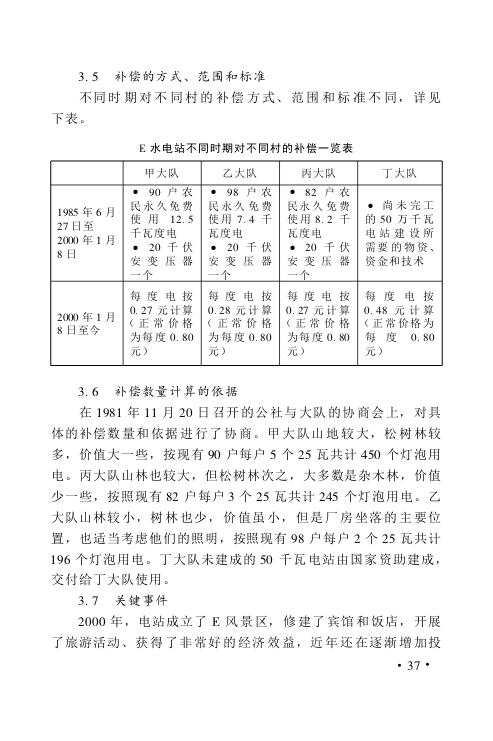 3.5 补偿的方式、范围和标准
不同时期对不同村的补偿方式、范围和标准不同，详见
下表。
E 水电站不同时期对不同村的补偿一览表
甲大队 乙大队 丙大队 丁大队
1985 年 6 月
27 日至
2000 年 1 月
8 日
• 90 户农
民永久免费
使用 12.5
千瓦度电
• 20 千伏
安变压器
一个
• 98 户农
民永久免费
使用 7.4 千
瓦度电
• 20 千伏
安变压器
一个
• 82 户农
民永久免费
使用 8.2 千
瓦度电
• 20 千伏
安变压器
一个
• 尚未完工
的 50 万千瓦
电站建设所
需要的物资、
资金和技术
2000 年 1 月
8 日至今
每度电按
0.27 元计算
（正常价格
为每度 0.80
元）
每度电按
0.28 元计算
（正常价格
为每度 0.80
元）
每度电按
0.27 元计算
（正常价格
为每度 0.80
元）
每度电按
0.48 元计算
（正常价格为
每度 0.80
元）
3.6 补偿数量计算的依据
在 1981 年 11 月 20 日召开的公社与大队的协商会上，对具
体的补偿数量和依据进行了协商。甲大队山地较大，松树林较
多，价值大一些，按现有 90 户每户 5 个 25 瓦共计 450 个灯泡用
电。丙大队山林也较大，但松树林次之，大多数是杂木林，价值
少一些，按照现有 82 户每户 3 个 25 瓦共计 245 个灯泡用电。乙
大队山林较小，树林也少，价值虽小，但是厂房坐落的主要位
置，也适当考虑他们的照明，按照现有 98 户每户 2 个 25 瓦共计
196 个灯泡用电。丁大队未建成的 50 千瓦电站由国家资助建成，
交付给丁大队使用。
3.7 关键事件
2000 年，电站成立了 E 风景区，修建了宾馆和饭店，开展
了旅游活动、获得了非常好的经济效益，近年还在逐渐增加投
• 37 •